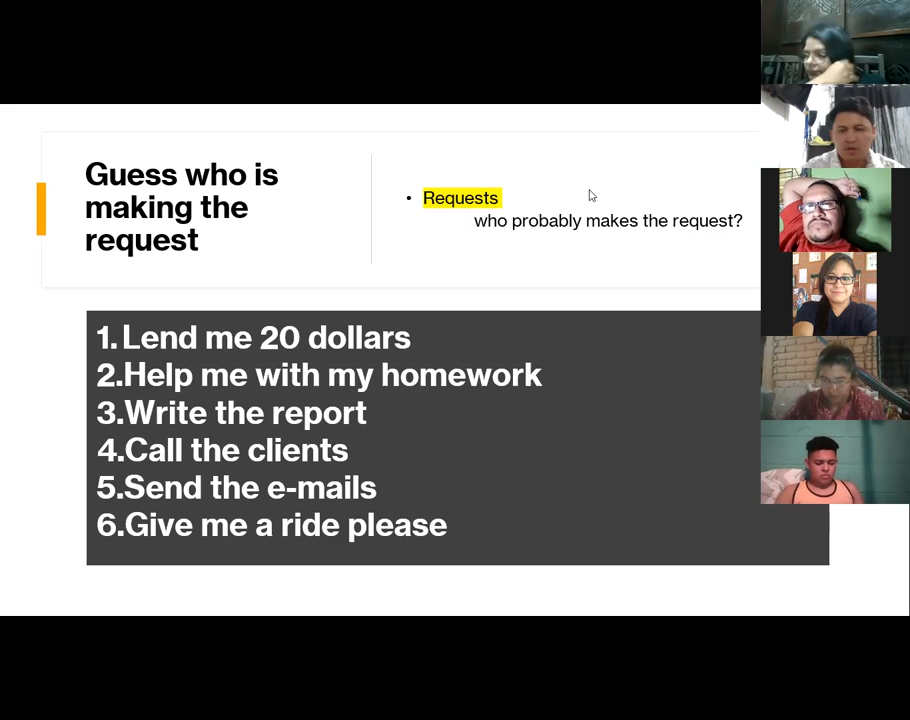 Guess who is
making the
request
• Requests
who probably makes the request?
1. Lend me 20 dollars
2.Help me with my homework
3.Write the report
4.Call the clients
5.Send the e-mails
6.Give me a ride please